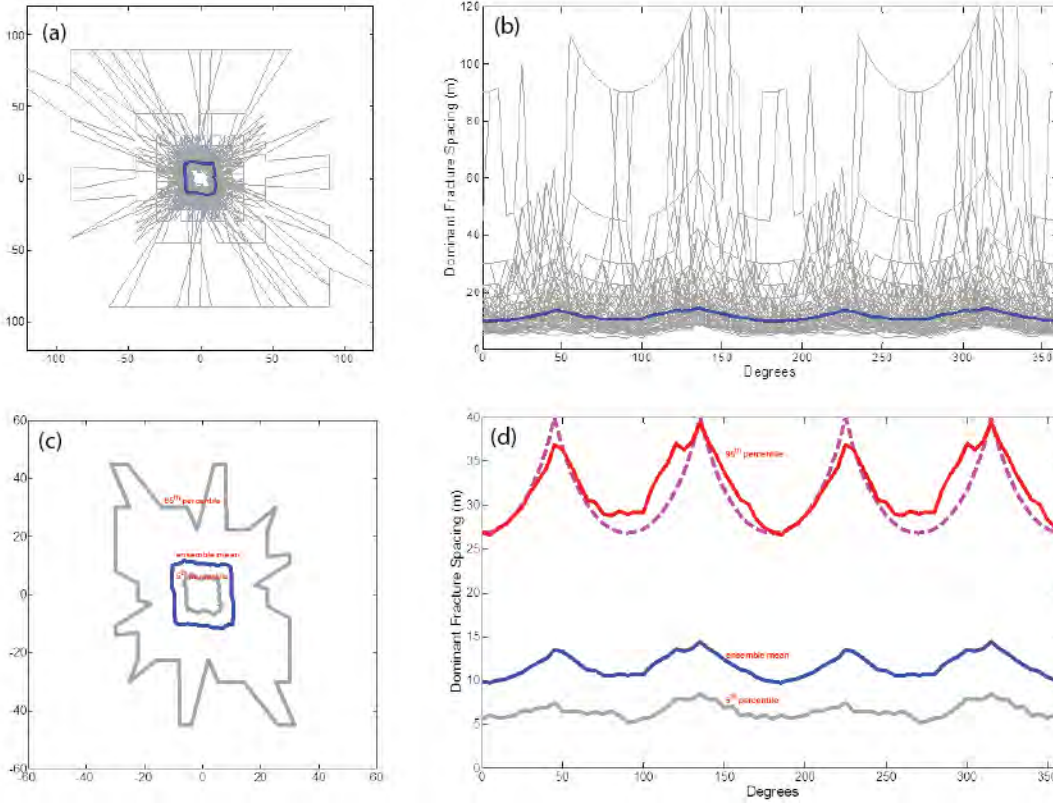 (a)
100
50
0
-50
-100
-100 -50 0 50 100
(b)
Dominant Fracture Spacing (m)
120
100
80
60
40
20
0
0 50 100 150 200 250 300 350
Degrees
(c)
60
40
20
0
-20
-40
-60
-60 -40 -20 0 20 40 60
95th percentile
ensemble mean
5th percentile
(d)
Dominant Fracture Spacing (m)
40
35
30
25
20
15
10
5
0
0 50 100 150 200 250 300 350
Degrees
95th percentile
ensemble mean
5th percentile